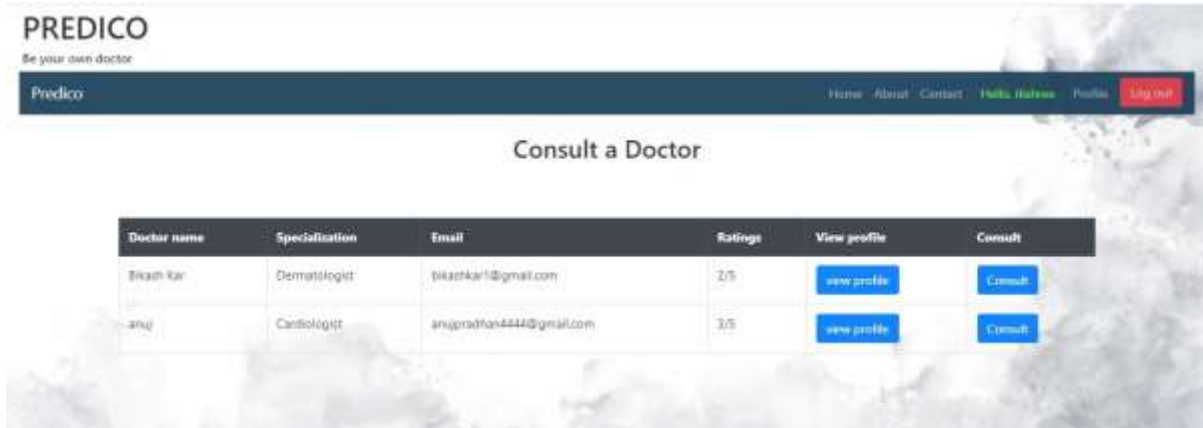 PREDICO
Be your own doctor
Predico Home About Contact Hello, Profile Log out
Consult a Doctor
Doctor name Specialization Email Ratings View profile Consult
Bikash Kar Dermatologist bikashkar1@gmail.com 2/5 view profile Consult
anuj Cardiologist anujpradhan4444@gmail.com 3/5 view profile Consult